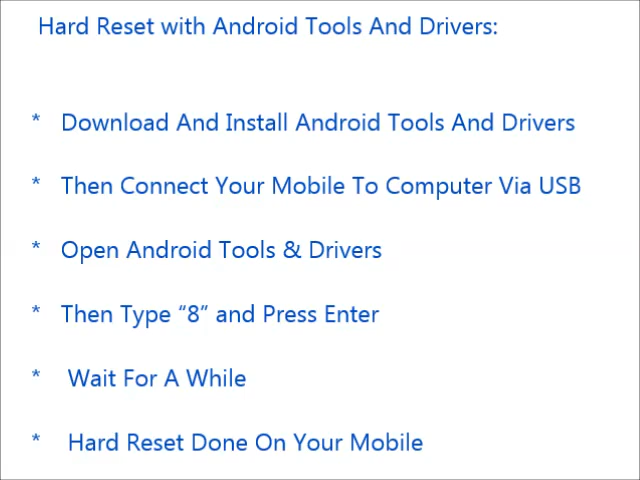 Hard Reset with Android Tools And Drivers:
* Download And Install Android Tools And Drivers
* Then Connect Your Mobile To Computer Via USB
* Open Android Tools & Drivers
* Then Type “8” and Press Enter
* Wait For A While
* Hard Reset Done On Your Mobile